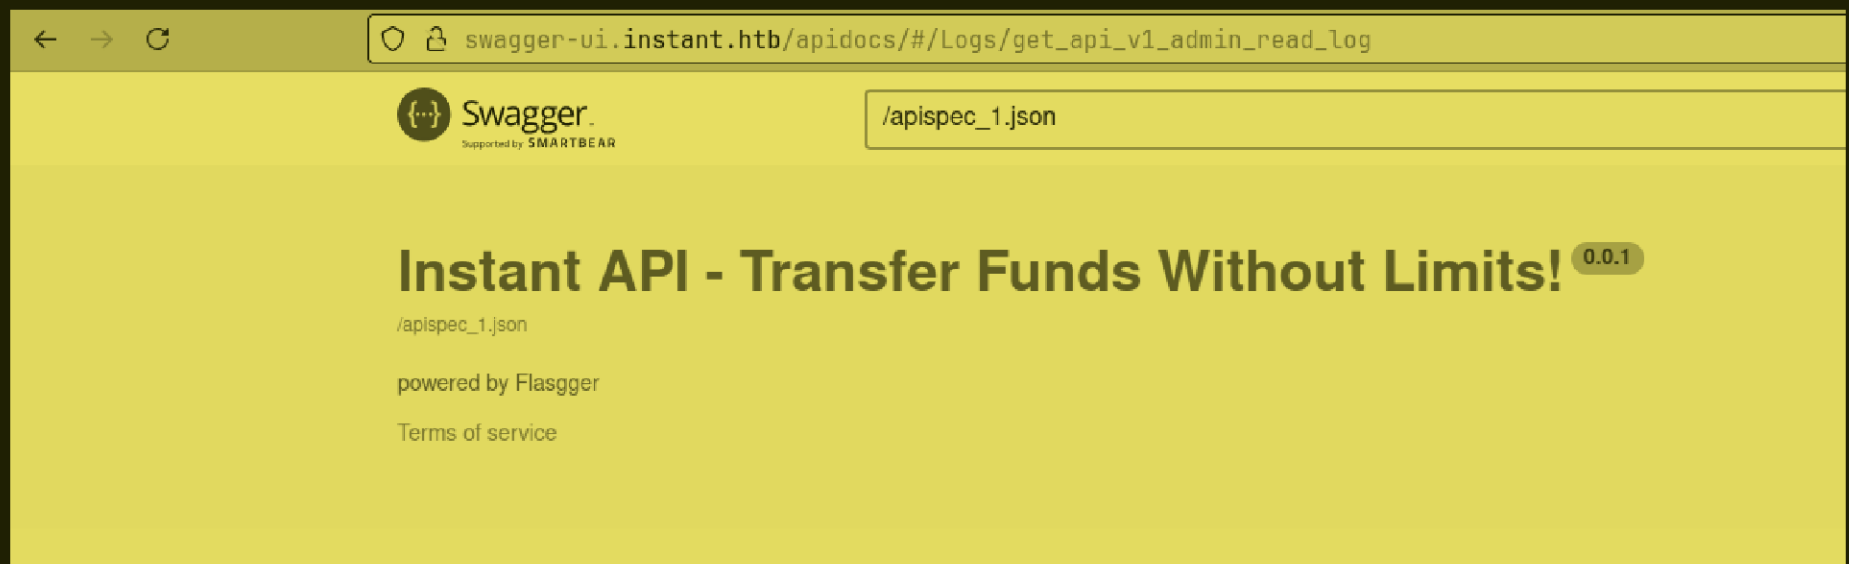 swagger-ui.instant.htb/apidocs/#/Logs/get_api_v1_admin_read_log
{···} Swagger.
Supported by SMARTBEAR
/apispec_1.json
Instant API - Transfer Funds Without Limits! 0.0.1
/apispec_1.json
powered by Flasgger
Terms of service